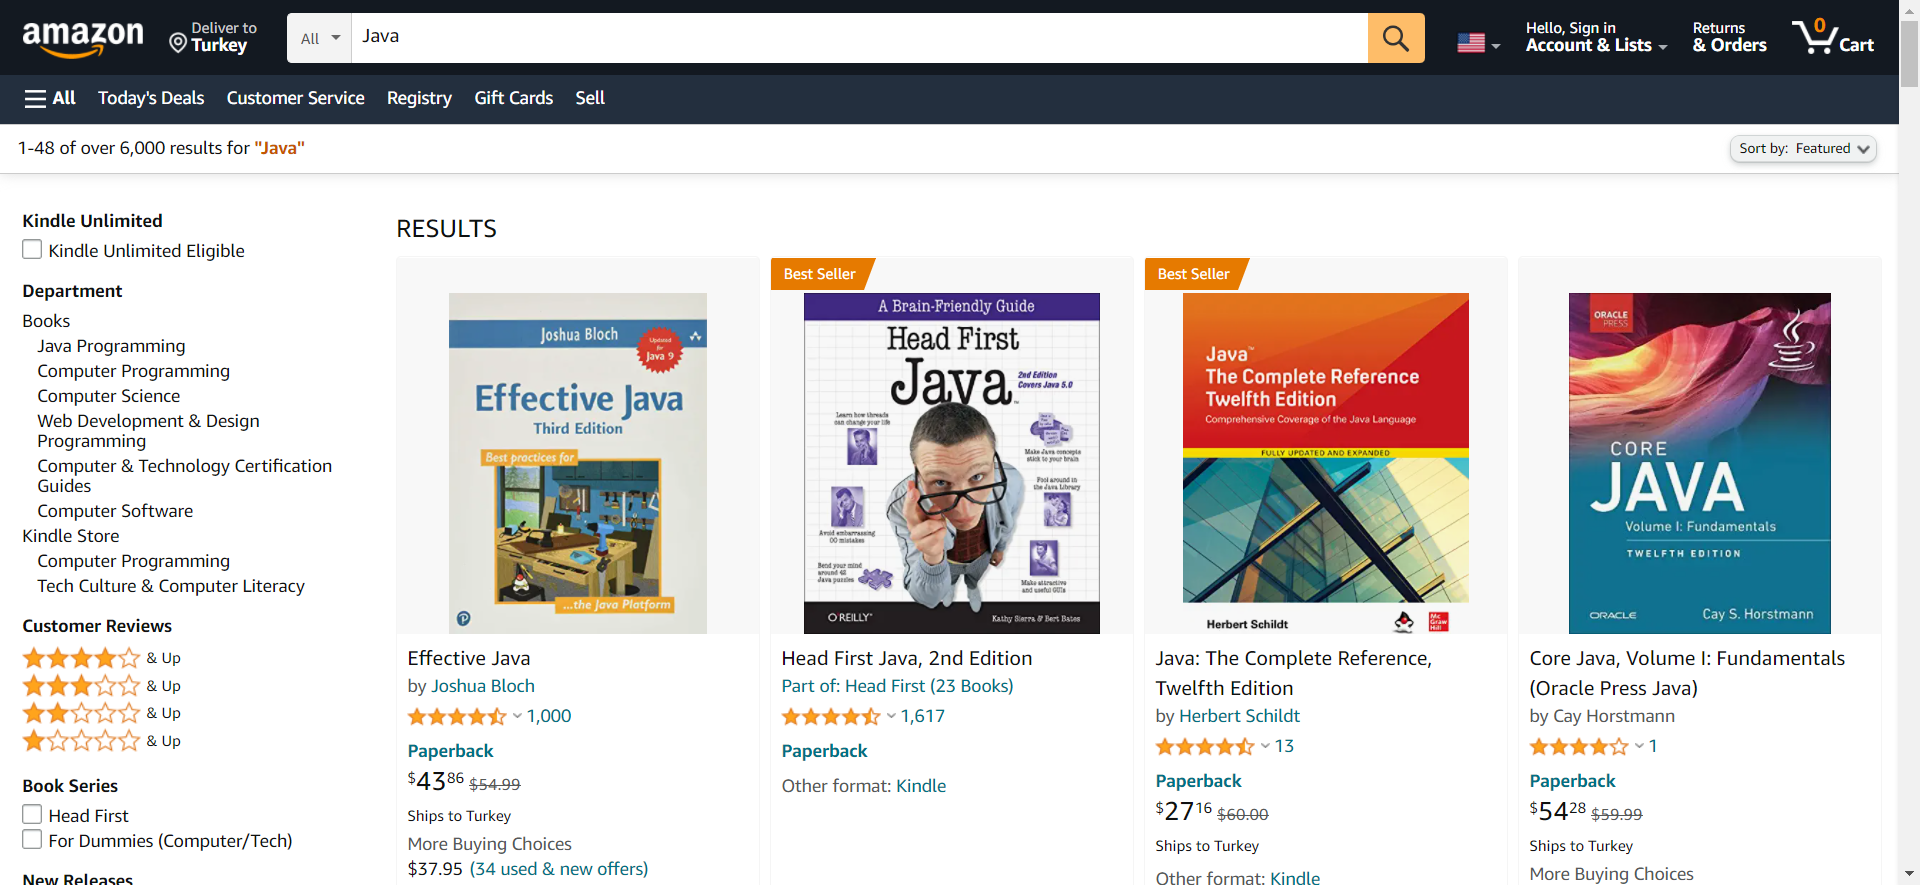 amazon
Deliver to
Turkey
All
Java
Hello, Sign in
Account & Lists
Returns
& Orders
0
Cart
All
Today's Deals
Customer Service
Registry
Gift Cards
Sell
1-48 of over 6,000 results for "Java"
Sort by: Featured
Kindle Unlimited
Kindle Unlimited Eligible
Department
Books
Java Programming
Computer Programming
Computer Science
Web Development & Design
Programming
Computer & Technology Certification
Guides
Computer Software
Kindle Store
Computer Programming
Tech Culture & Computer Literacy
Customer Reviews
& Up
& Up
& Up
& Up
Book Series
Head First
For Dummies (Computer/Tech)
New Releases
RESULTS
Joshua Bloch
Updated
for
Java 9
Effective Java
Third Edition
Best practices for
...the Java Platform
Effective Java
by Joshua Bloch
1,000
Paperback
$4386 $54.99
Ships to Turkey
More Buying Choices
$37.95 (34 used & new offers)
Best Seller
A Brain-Friendly Guide
Head First
Java™
2nd Edition
Covers Java 5.0
Learn how threads
can change your life
Make Java concepts
stick to your brain
Fool around in
the Java Library
Avoid embarrassing
OO mistakes
Bend your mind
around 42
Java puzzles
Make attractive
and useful GUIs
O'REILLY®
Kathy Sierra & Bert Bates
Head First Java, 2nd Edition
Part of: Head First (23 Books)
1,617
Paperback
Other format: Kindle
Best Seller
Java™
The Complete Reference
Twelfth Edition
Comprehensive Coverage of the Java Language
FULLY UPDATED AND EXPANDED
Herbert Schildt
Mc
Graw
Hill
Java: The Complete Reference,
Twelfth Edition
by Herbert Schildt
13
Paperback
$2716 $60.00
Ships to Turkey
Other format: Kindle
ORACLE
PRESS
CORE
JAVA
Volume I: Fundamentals
TWELFTH EDITION
ORACLE
Cay S. Horstmann
Core Java, Volume I: Fundamentals
(Oracle Press Java)
by Cay Horstmann
1
Paperback
$5428 $59.99
Ships to Turkey
More Buying Choices